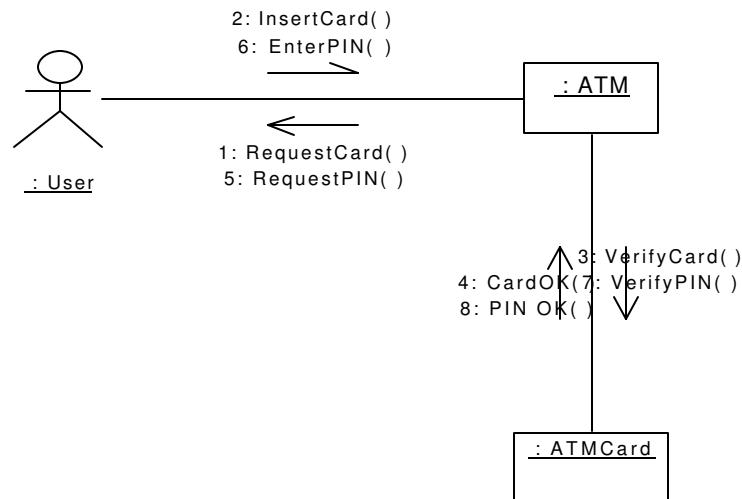 2: InsertCard( )
6: EnterPIN( )
: ATM
1: RequestCard( )
5: RequestPIN( )
: User
3: VerifyCard( )
4: CardOK(
7: VerifyPIN( )
8: PIN OK( )
: ATMCard